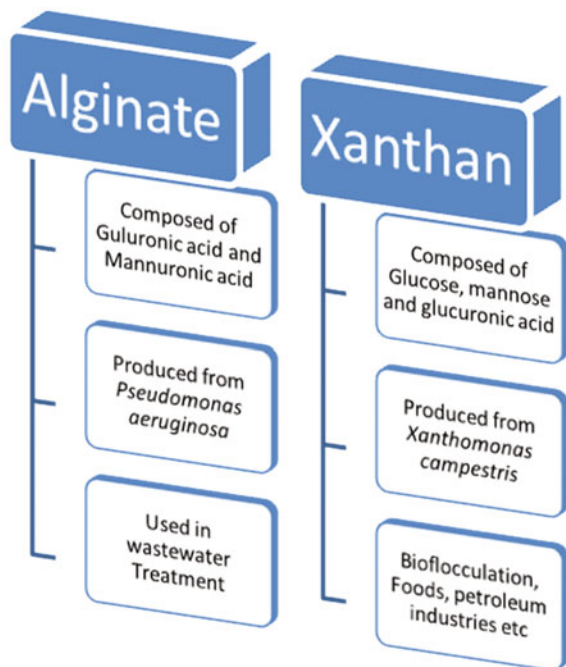 Alginate
Composed of
Guluronic acid and
Mannuronic acid
Produced from
Pseudomonas
aeruginosa
Used in
wastewater
Treatment
Xanthan
Composed of
Glucose, mannose
and glucuronic acid
Produced from
Xanthomonas
campestris
Bioflocculation,
Foods, petroleum
industries etc